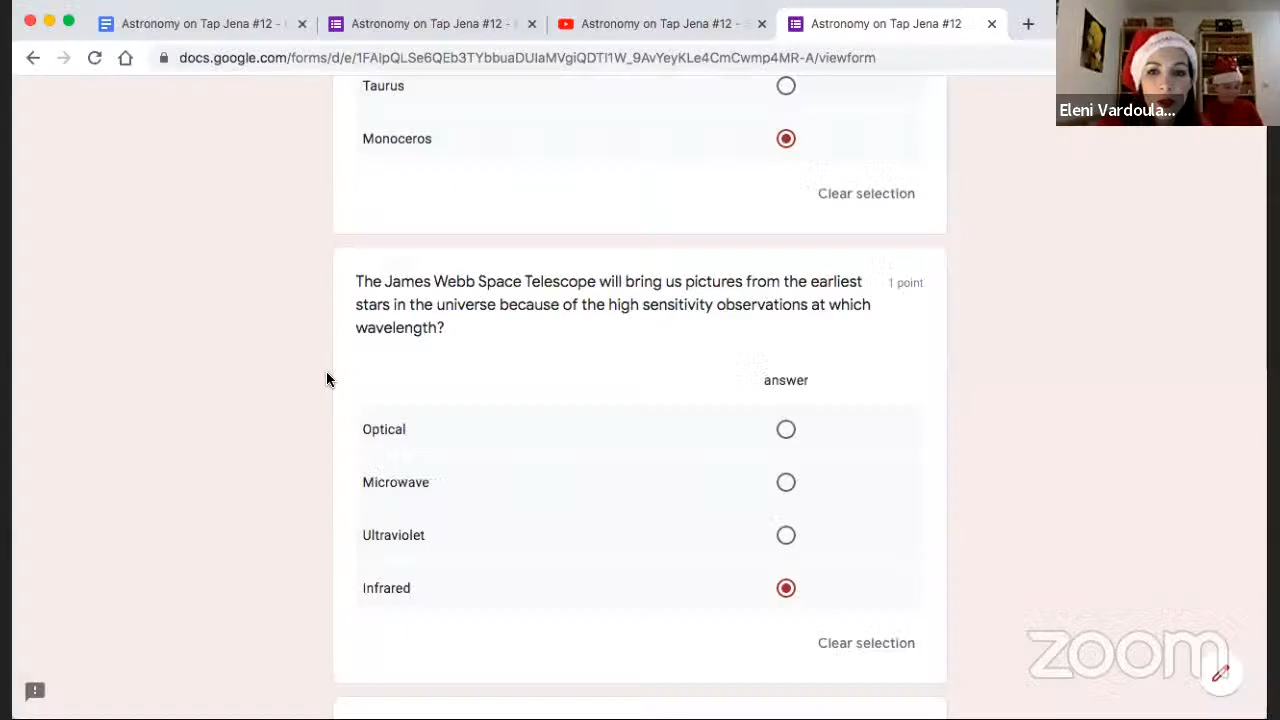 Astronomy on Tap Jena #12 -
Astronomy on Tap Jena #12 -
Astronomy on Tap Jena #12 -
Astronomy on Tap Jena #12
docs.google.com/forms/d/e/1FAIpQLSe6QEb3TYbbuaDUIaMVgiQDTl1W_9AvYeyKLe4CmCwmp4MR-A/viewform
Eleni Vardoula...
Taurus
Monoceros
Clear selection
The James Webb Space Telescope will bring us pictures from the earliest
1 point
stars in the universe because of the high sensitivity observations at which
wavelength?
answer
Optical
Microwave
Ultraviolet
Infrared
Clear selection
zoom